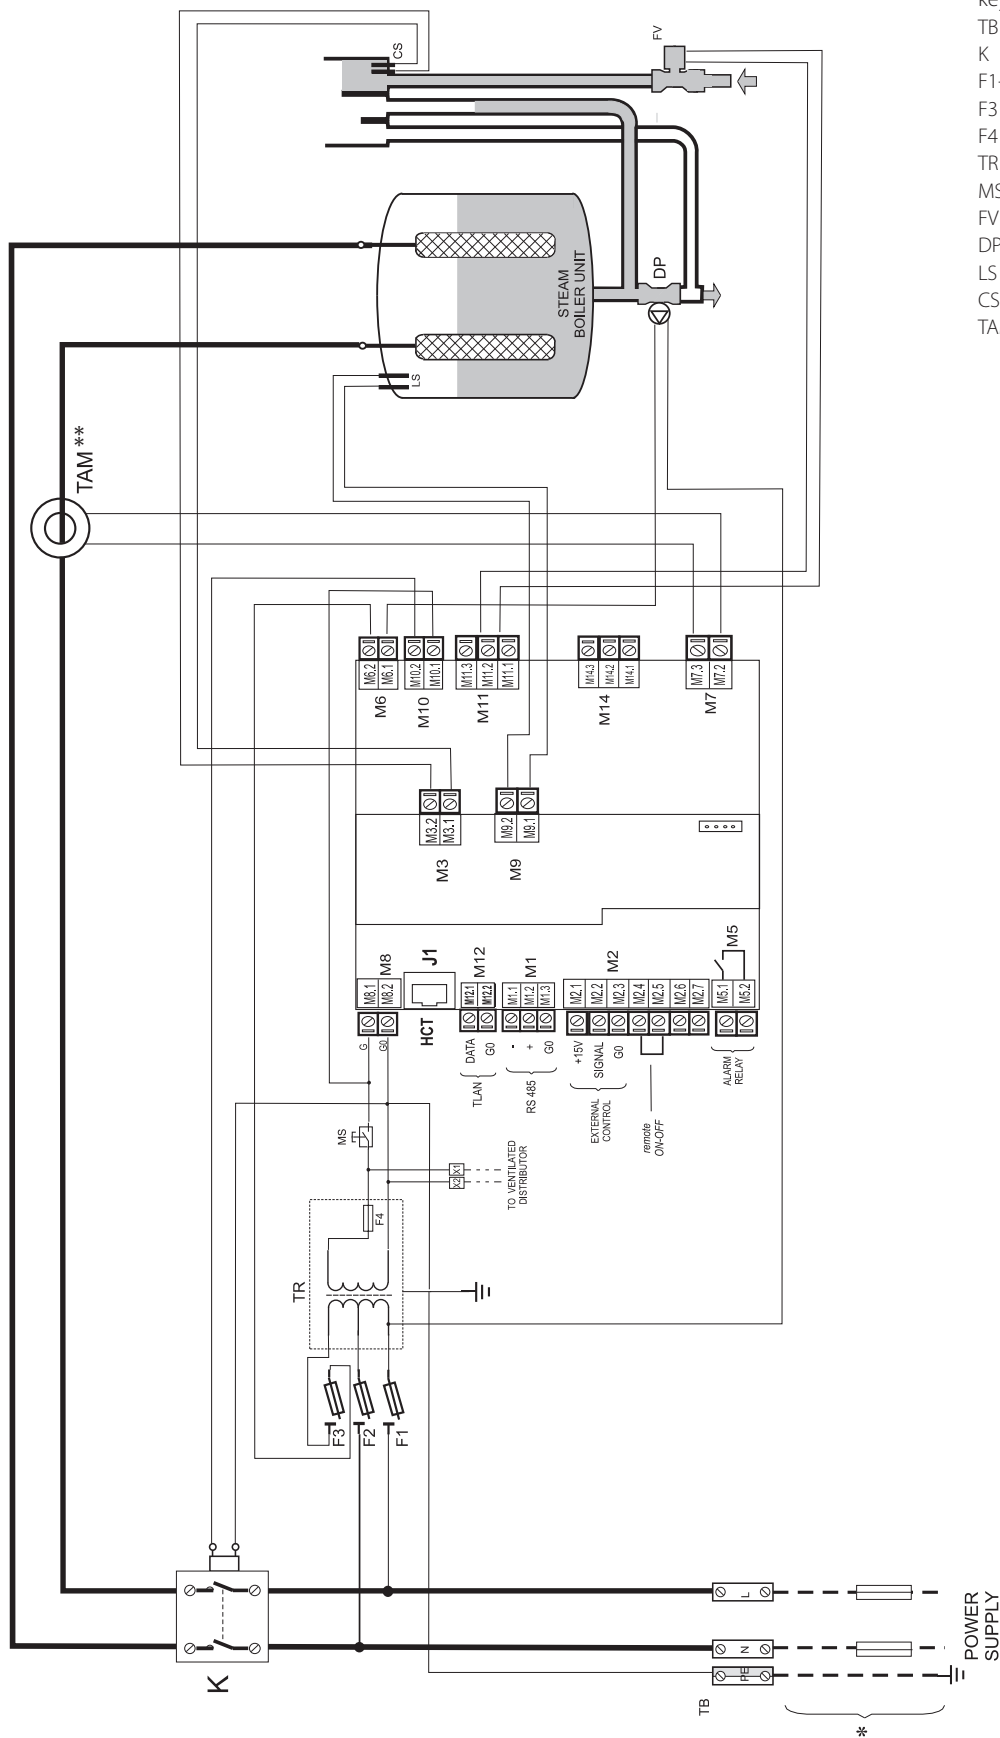 key
TB
K
F1-
F3
F4
TR
MS
FV
DP
LS
CS
TA
CS
FV
STEAM
BOILER UNIT
DP
LS
TAM **
M6.2
M6.1
M6
M10.2
M10.1
M10
M11.3
M11.2
M11.1
M11
M14.3
M14.2
M14.1
M14
M7.3
M7.2
M7
M3.2
M3.1
M3
M9.2
M9.1
M9
M8.1
M8.2
M8
G
G0
J1
HCT
M12.1
M12.2
M12
DATA
G0
TLAN
M1.1
M1.2
M1.3
M1
-
+
G0
RS 485
M2.1
M2.2
M2.3
M2.4
M2.5
M2.6
M2.7
M2
+15V
SIGNAL
G0
EXTERNAL
CONTROL
remote
ON-OFF
M5.1
M5.2
M5
ALARM
RELAY
MS
X1
X2
TO VENTILATED
DISTRIBUTOR
F4
TR
F3
F2
F1
K
L
N
PE
TB
POWER
SUPPLY
*